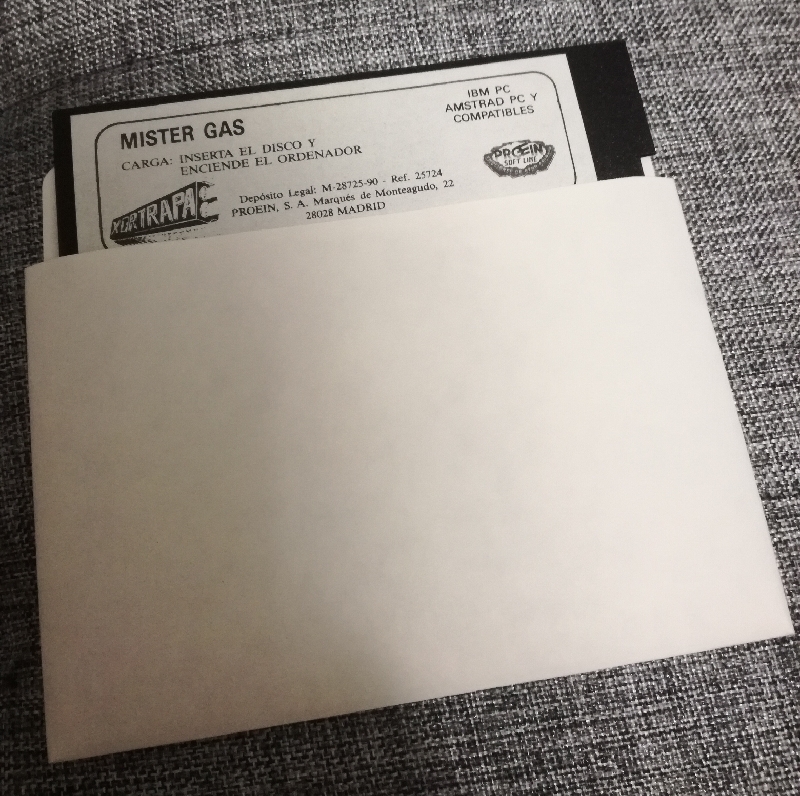 MISTER GAS
IBM PC
AMSTRAD PC Y
COMPATIBLES
CARGA: INSERTA EL DISCO Y
ENCIENDE EL ORDENADOR
PROEIN
SOFT LINE
XORTRAPA
Depósito Legal: M-28725-90 - Ref. 25724
PROEIN, S. A. Marqués de Monteagudo, 22
28028 MADRID